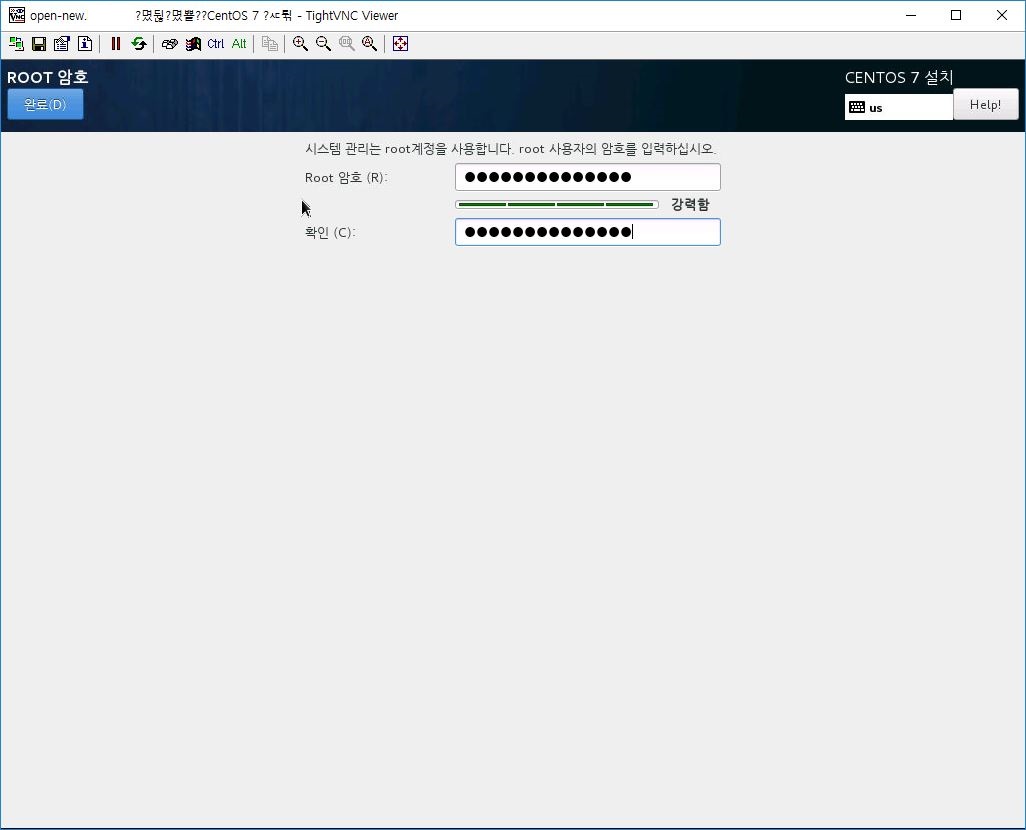 open-new. ?몄뒳?몄뾹??CentOS 7 ?ㅼ튂 - TightVNC Viewer
Ctrl Alt
ROOT 암호
CENTOS 7 설치
완료(D)
us
Help!
시스템 관리는 root계정을 사용합니다. root 사용자의 암호를 입력하십시오.
Root 암호 (R): ●●●●●●●●●●●●●●
강력함
확인 (C): ●●●●●●●●●●●●●●